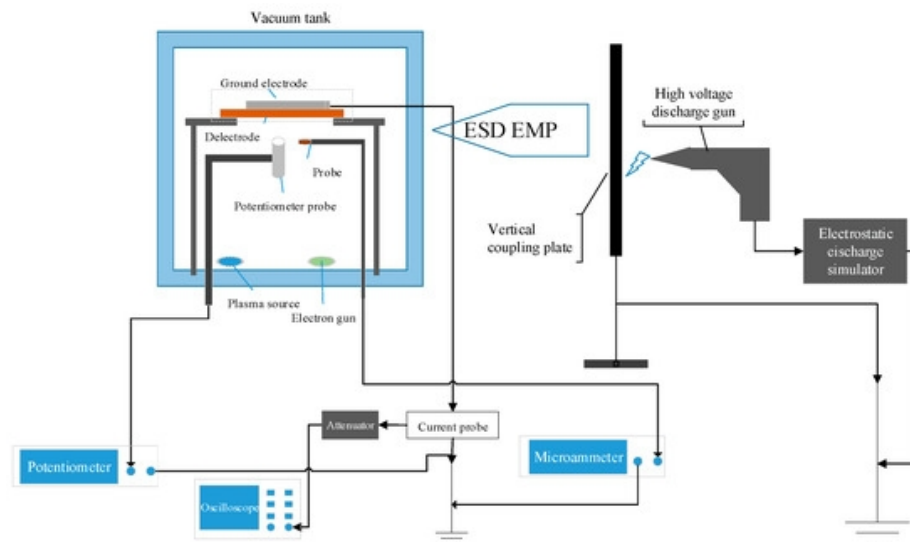 Vacuum tank
Ground electrode
Delectrode
Probe
Potentiometer probe
Plasma source
Electron gun
ESD EMP
High voltage
discharge gun
Vertical
coupling plate
Electrostatic
eischarge
simulator
Attenuator
Current probe
Potentiometer
Oscilloscope
Microammeter